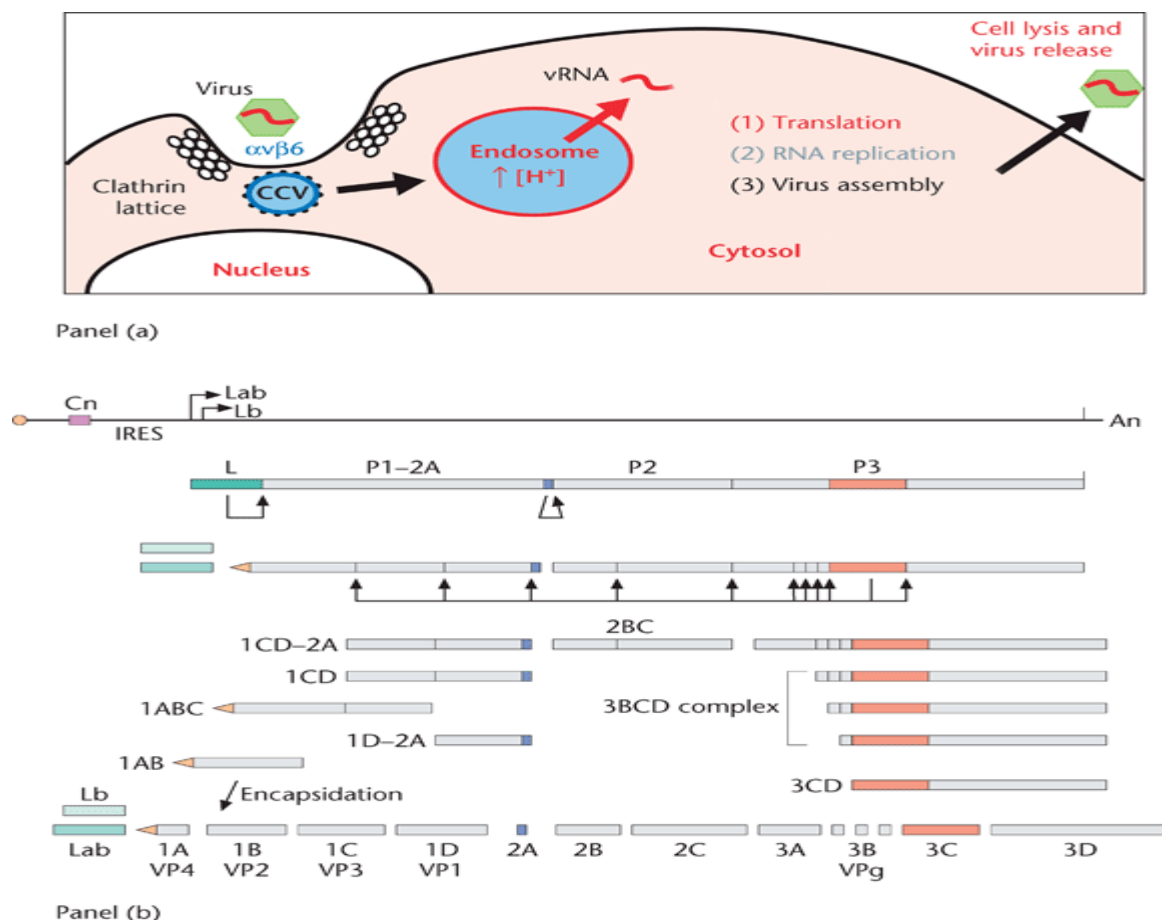 Cell lysis and
virus release
Virus
vRNA
αvβ6
(1) Translation
Endosome
(2) RNA replication
↑ [H⁺]
CCV
(3) Virus assembly
Clathrin
lattice
Nucleus
Cytosol
Panel (a)
Lab
Cn
Lb
An
IRES
L
P1–2A
P2
P3
2BC
1CD–2A
1CD
3BCD complex
1ABC
1D–2A
1AB
3CD
Lb
Encapsidation
Lab
1A
VP4
1B
VP2
1C
VP3
1D
VP1
2A
2B
2C
3A
3B
VPg
3C
3D
Panel (b)